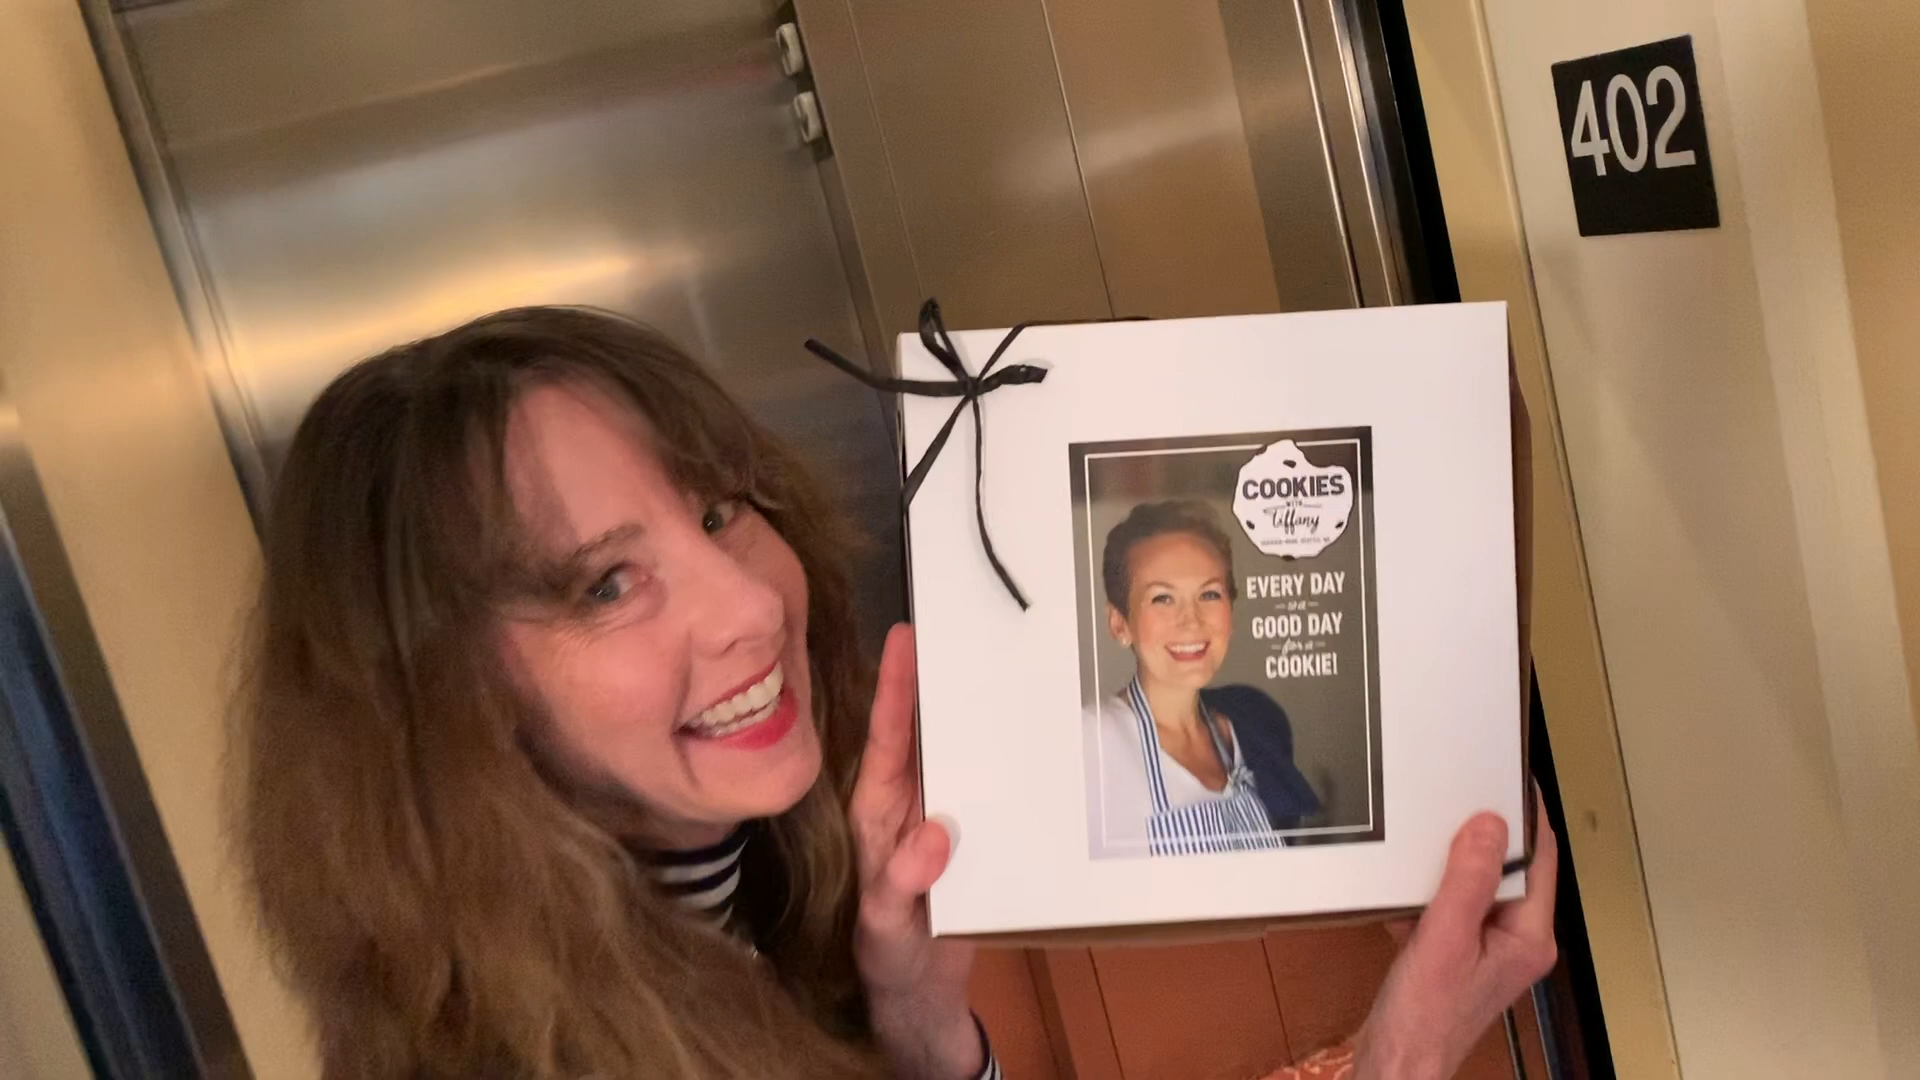 402
COOKIES
WITH
Tiffany
EVERY DAY
is a
GOOD DAY
for a
COOKIE!